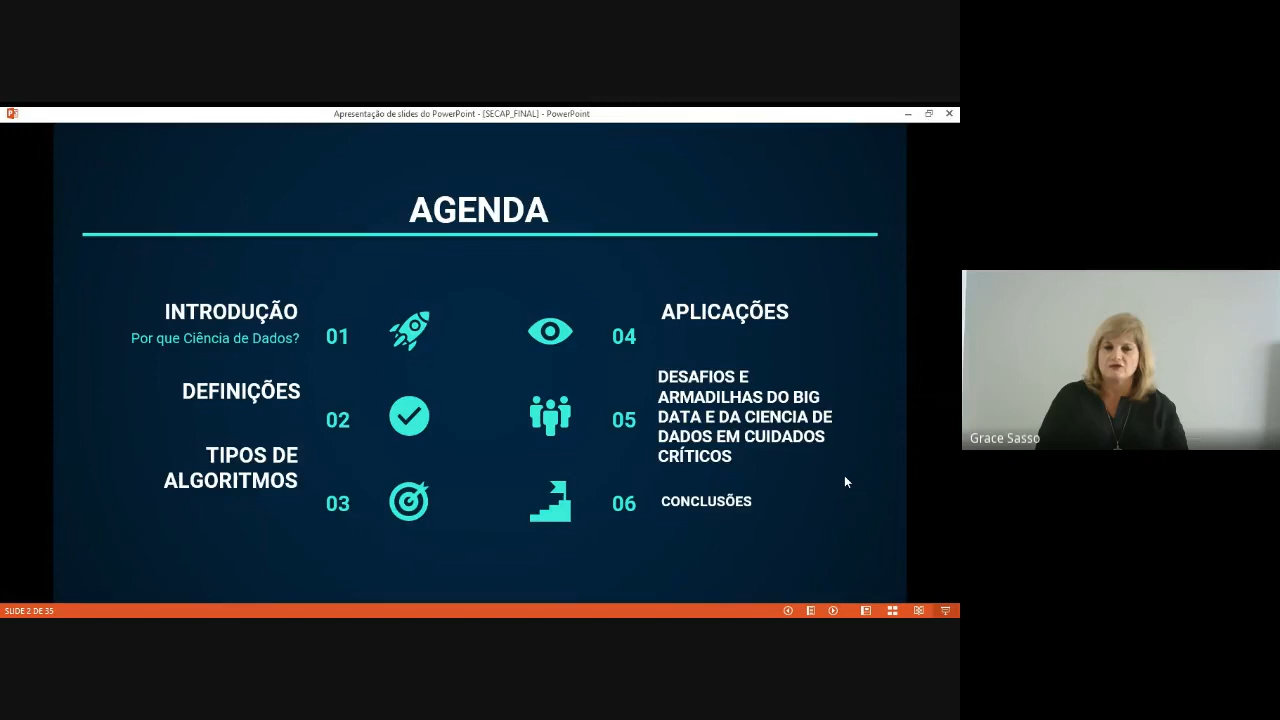 Apresentação de slides do PowerPoint - [SECAP_FINAL] - PowerPoint
AGENDA
INTRODUÇÃO
Por que Ciência de Dados?
01
DEFINIÇÕES
02
TIPOS DE
ALGORITMOS
03
04
APLICAÇÕES
05
DESAFIOS E
ARMADILHAS DO BIG
DATA E DA CIENCIA DE
DADOS EM CUIDADOS
CRÍTICOS
06
CONCLUSÕES
Grace Sasso
SLIDE 2 DE 35